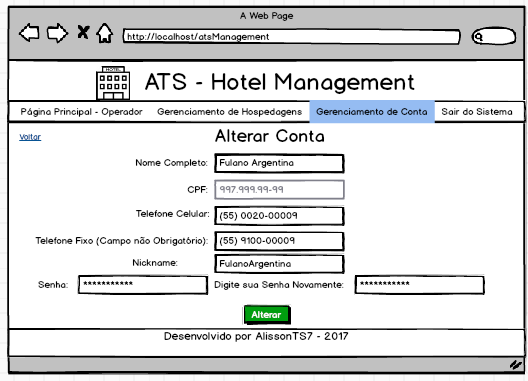 A Web Page
http://localhost/atsManagement
HOTEL
ATS - Hotel Management
Página Principal - Operador Gerenciamento de Hospedagens Gerenciamento de Conta Sair do Sistema
Voltar
Alterar Conta
Nome Completo: Fulano Argentina
CPF: 997.999.99-99
Telefone Celular: (55) 0020-00009
Telefone Fixo (Campo não Obrigatório): (55) 9100-00009
Nickname: FulanoArgentina
Senha: *********** Digite sua Senha Novamente: ***********
Alterar
Desenvolvido por AlissonTS7 - 2017